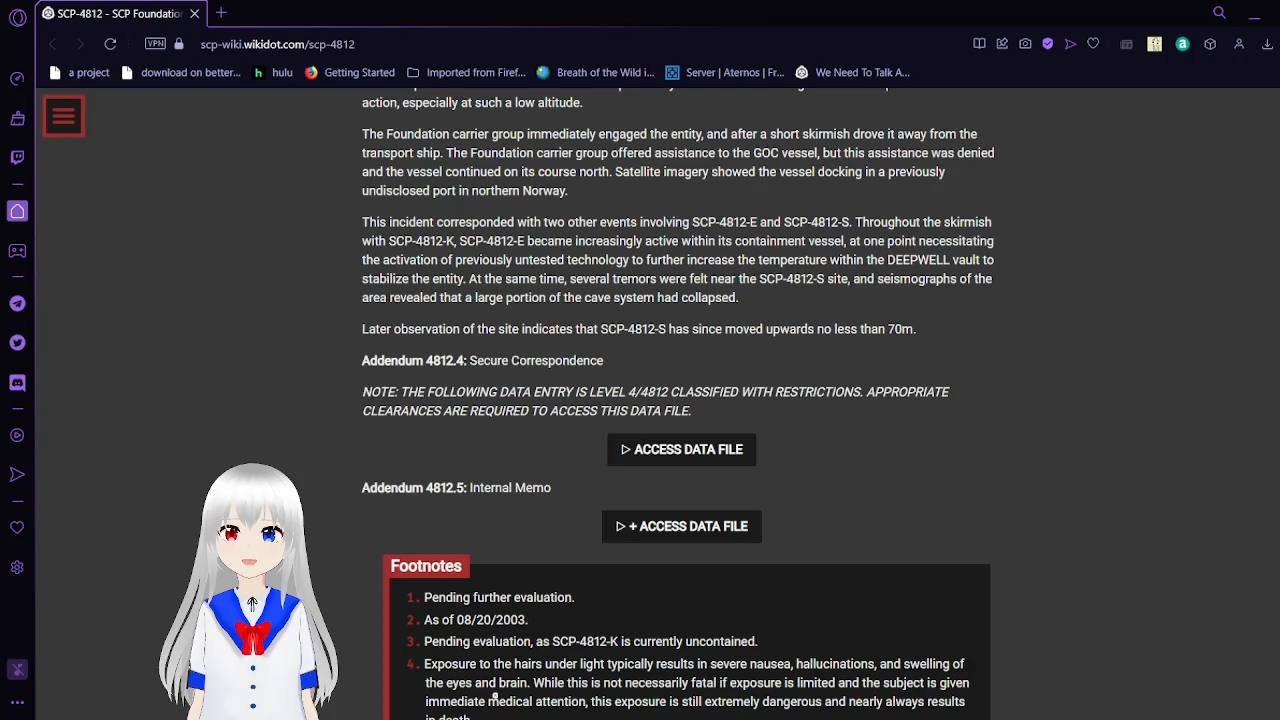 SCP-4812 - SCP Foundation
scp-wiki.wikidot.com/scp-4812
VPN
a project
download on better...
hulu
Getting Started
Imported from Firef...
Breath of the Wild i...
Server | Aternos | Fr...
We Need To Talk A...
action, especially at such a low altitude.
The Foundation carrier group immediately engaged the entity, and after a short skirmish drove it away from the
transport ship. The Foundation carrier group offered assistance to the GOC vessel, but this assistance was denied
and the vessel continued on its course north. Satellite imagery showed the vessel docking in a previously
undisclosed port in northern Norway.
This incident corresponded with two other events involving SCP-4812-E and SCP-4812-S. Throughout the skirmish
with SCP-4812-K, SCP-4812-E became increasingly active within its containment vessel, at one point necessitating
the activation of previously untested technology to further increase the temperature within the DEEPWELL vault to
stabilize the entity. At the same time, several tremors were felt near the SCP-4812-S site, and seismographs of the
area revealed that a large portion of the cave system had collapsed.
Later observation of the site indicates that SCP-4812-S has since moved upwards no less than 70m.
Addendum 4812.4: Secure Correspondence
NOTE: THE FOLLOWING DATA ENTRY IS LEVEL 4/4812 CLASSIFIED WITH RESTRICTIONS. APPROPRIATE
CLEARANCES ARE REQUIRED TO ACCESS THIS DATA FILE.
▷ ACCESS DATA FILE
Addendum 4812.5: Internal Memo
▷ + ACCESS DATA FILE
Footnotes
1. Pending further evaluation.
2. As of 08/20/2003.
3. Pending evaluation, as SCP-4812-K is currently uncontained.
4. Exposure to the hairs under light typically results in severe nausea, hallucinations, and swelling of
the eyes and brain. While this is not necessarily fatal if exposure is limited and the subject is given
immediate medical attention, this exposure is still extremely dangerous and nearly always results
in death.